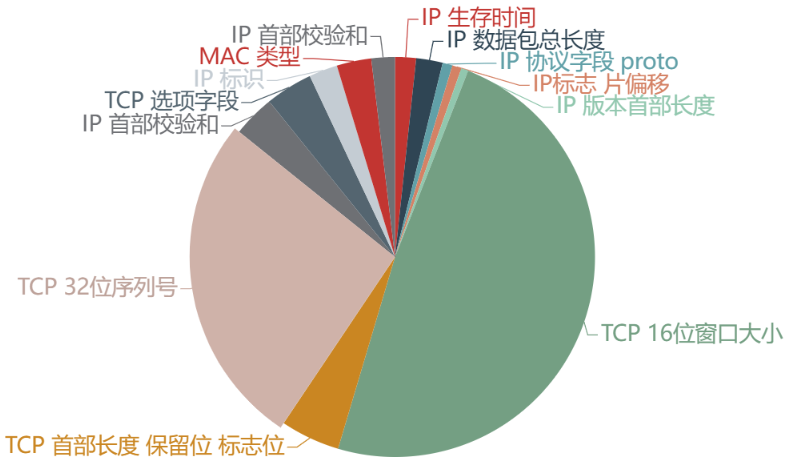 IP 生存时间
IP 首部校验和
IP 数据包总长度
MAC 类型
IP 协议字段 proto
IP 标识
IP标志 片偏移
TCP 选项字段
IP 版本首部长度
IP 首部校验和
TCP 32位序列号
TCP 16位窗口大小
TCP 首部长度 保留位 标志位